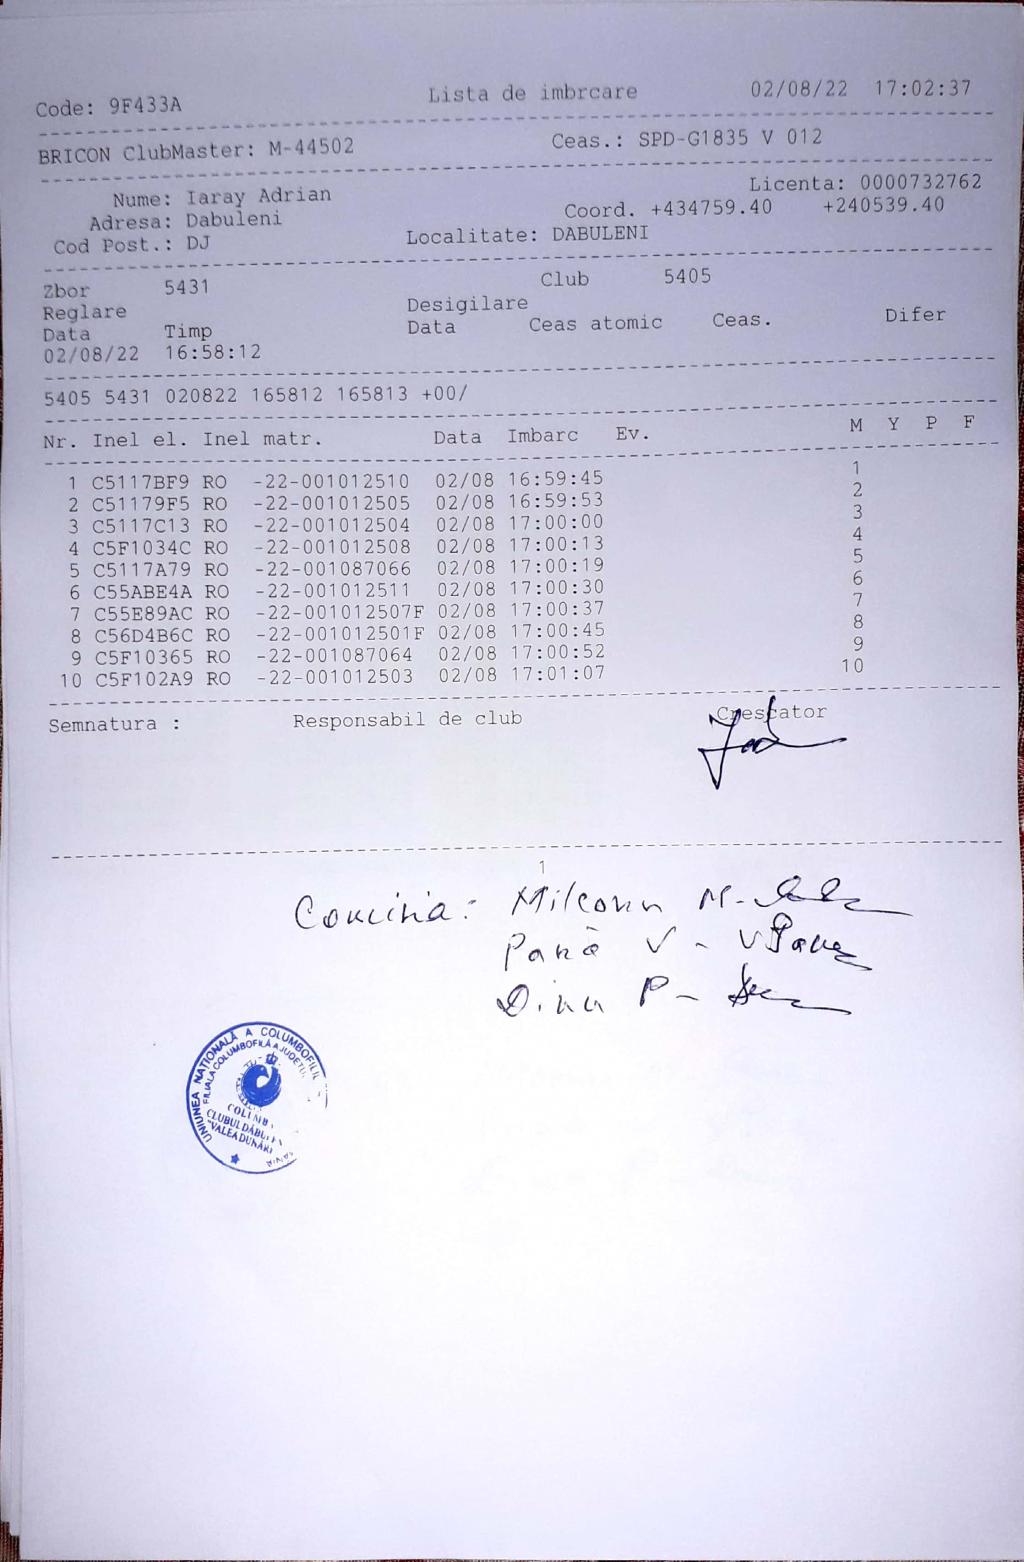 Code: 9F433A Lista de imbrcare 02/08/22 17:02:37
BRICON ClubMaster: M-44502 Ceas.: SPD-G1835 V 012
Nume: Iaray Adrian Licenta: 0000732762
Adresa: Dabuleni Coord. +434759.40 +240539.40
Cod Post.: DJ Localitate: DABULENI
Zbor 5431 Club 5405
Reglare Desigilare
Data Timp Data Ceas atomic Ceas. Difer
02/08/22 16:58:12
5405 5431 020822 165812 165813 +00/
Nr. Inel el. Inel matr. Data Imbarc Ev. M Y P F
1 C5117BF9 RO -22-001012510 02/08 16:59:45 1
2 C51179F5 RO -22-001012505 02/08 16:59:53 2
3 C5117C13 RO -22-001012504 02/08 17:00:00 3
4 C5F1034C RO -22-001012508 02/08 17:00:13 4
5 C5117A79 RO -22-001087066 02/08 17:00:19 5
6 C55ABE4A RO -22-001012511 02/08 17:00:30 6
7 C55E89AC RO -22-001012507F 02/08 17:00:37 7
8 C56D4B6C RO -22-001012501F 02/08 17:00:45 8
9 C5F10365 RO -22-001087064 02/08 17:00:52 9
10 C5F102A9 RO -22-001012503 02/08 17:01:07 10
Semnatura : Responsabil de club Crescator
1
M-
Pană V-
Dinu P-
UNIUNEA NAȚIONALĂ A COLUMBOFILIL
FILIALA COLUMBOFILĂ A JUDEȚU
CLUBUL DĂBUL
"VALEA DUNĂRI